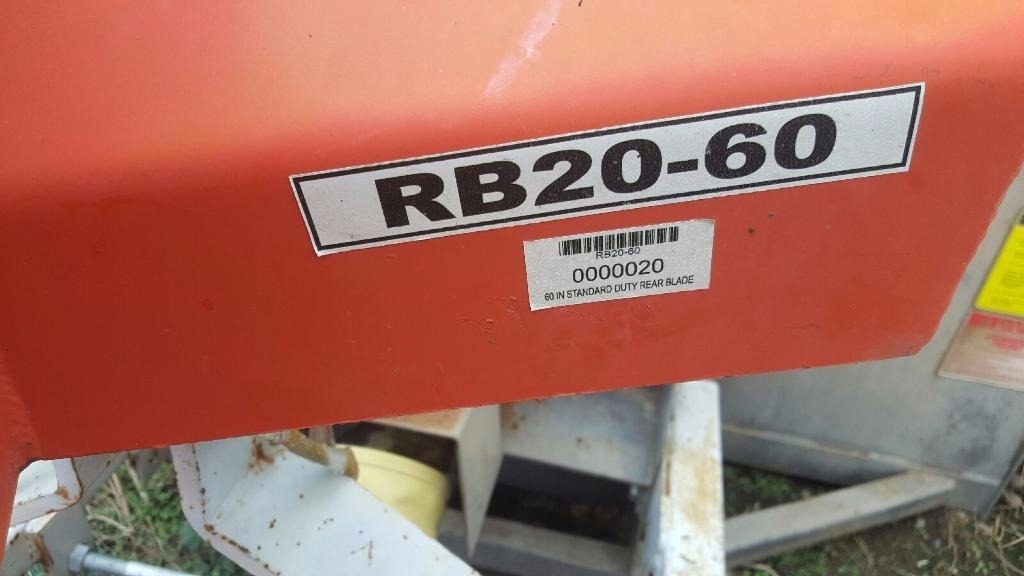 RB20-60
RB20-60
0000020
60 IN STANDARD DUTY REAR BLADE